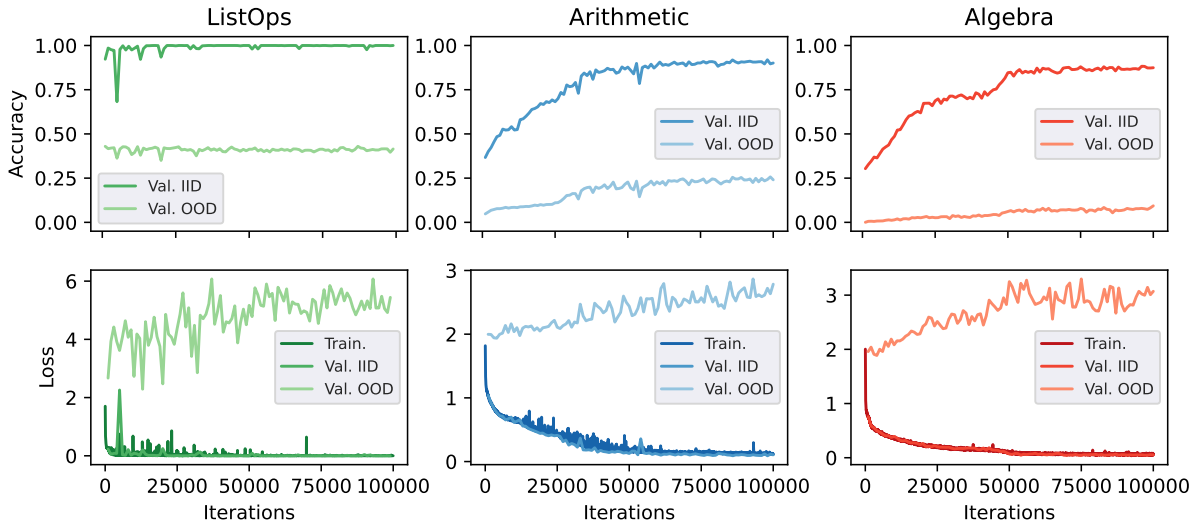 ListOps
Arithmetic
Algebra
Accuracy
1.00
0.75
0.50
0.25
0.00
Val. IID
Val. OOD
1.00
0.75
0.50
0.25
0.00
Val. IID
Val. OOD
1.00
0.75
0.50
0.25
0.00
Val. IID
Val. OOD
Loss
6
4
2
0
Train.
Val. IID
Val. OOD
0 25000 50000 75000 100000
Iterations
3
2
1
0
Train.
Val. IID
Val. OOD
0 25000 50000 75000 100000
Iterations
3
2
1
0
Train.
Val. IID
Val. OOD
0 25000 50000 75000 100000
Iterations